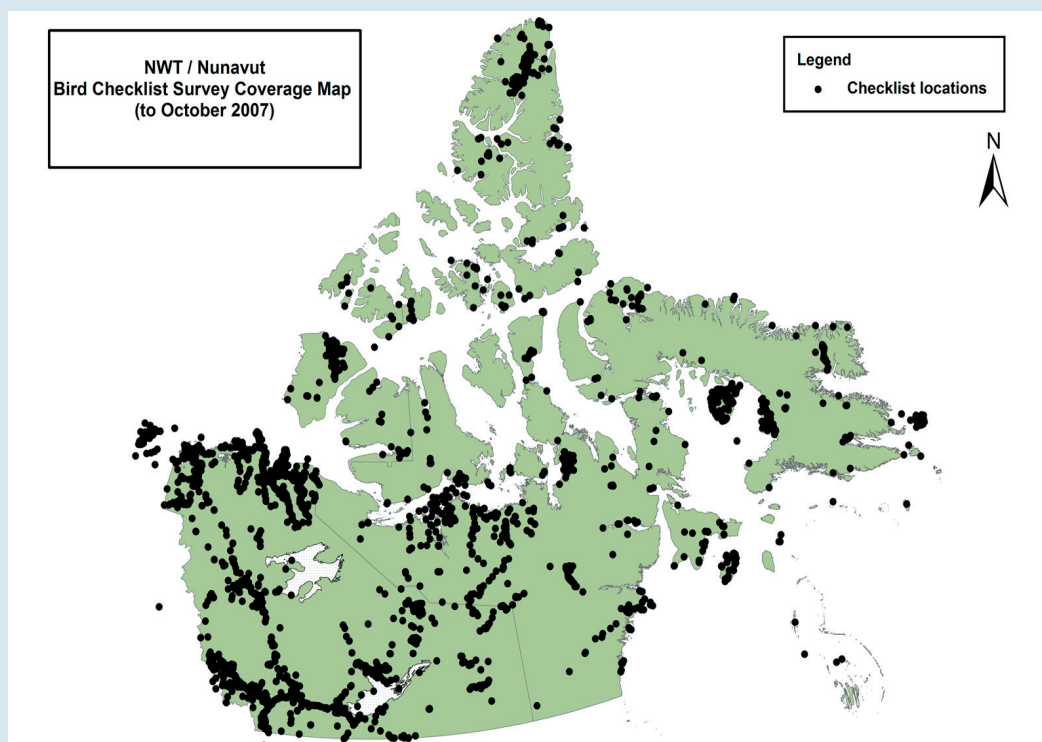 NWT / Nunavut
Bird Checklist Survey Coverage Map
(to October 2007)
Legend
Checklist locations
N